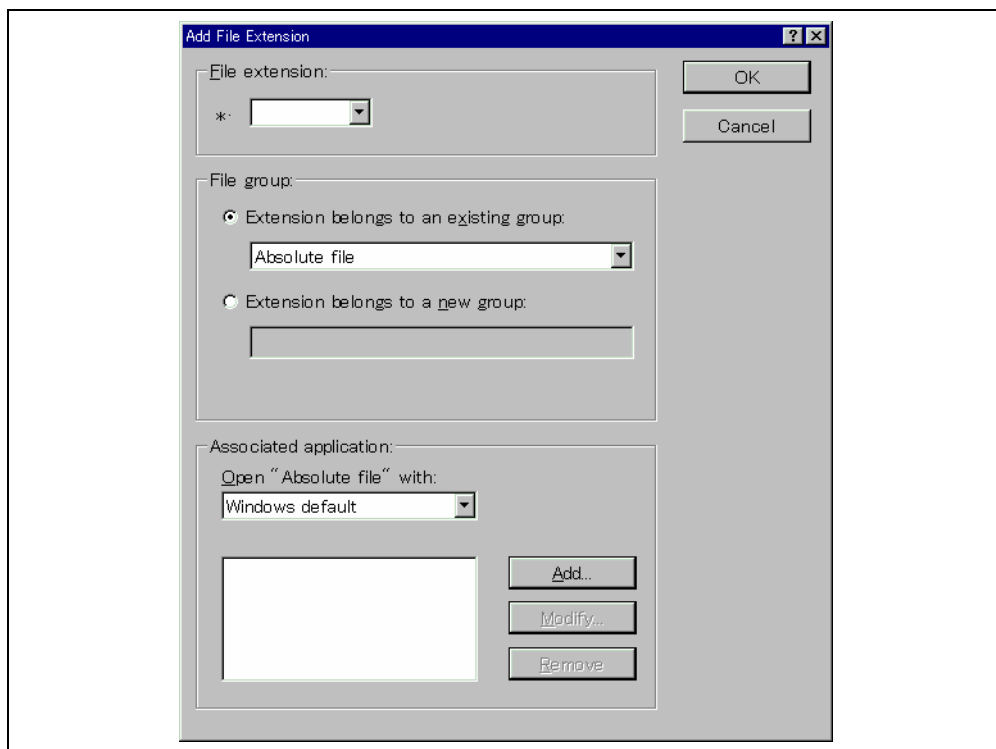 Add File Extension
File extension:
OK
*.
Cancel
File group:
Extension belongs to an existing group:
Absolute file
Extension belongs to a new group:
Associated application:
Open "Absolute file" with:
Windows default
Add...
Modify...
Remove